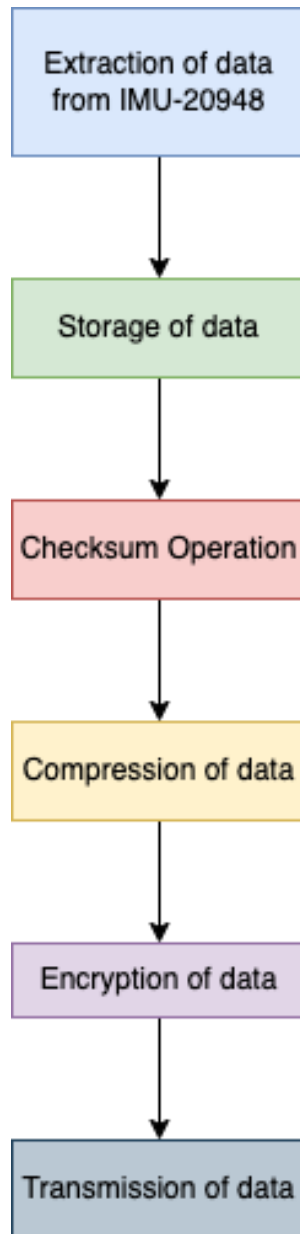 Extraction of data
from IMU-20948
Storage of data
Checksum Operation
Compression of data
Encryption of data
Transmission of data